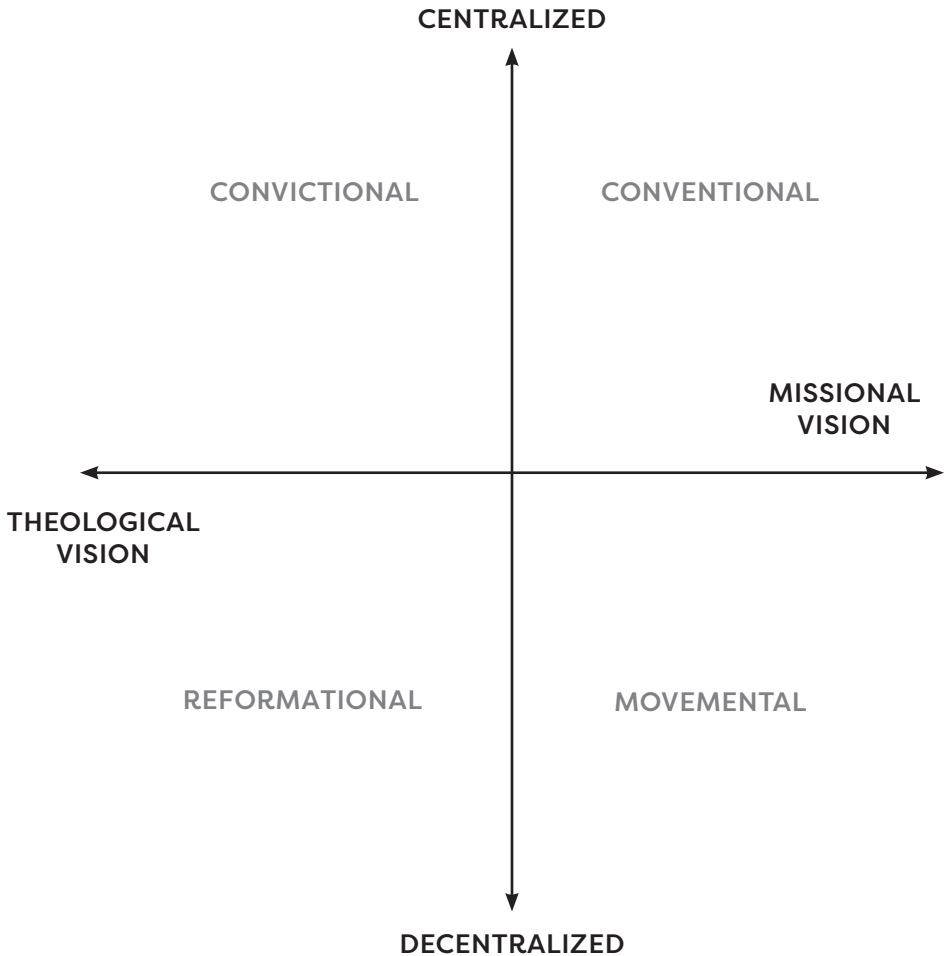 CENTRALIZED
CONVICTIONAL
CONVENTIONAL
MISSIONAL
VISION
THEOLOGICAL
VISION
REFORMATIONAL
MOVEMENTAL
DECENTRALIZED